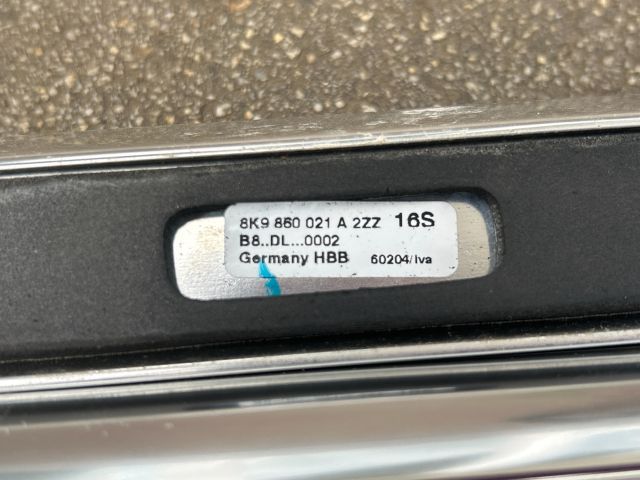 8K9 860 021 A 2ZZ 16S
B8..DL...0002
Germany HBB 60204/Iva